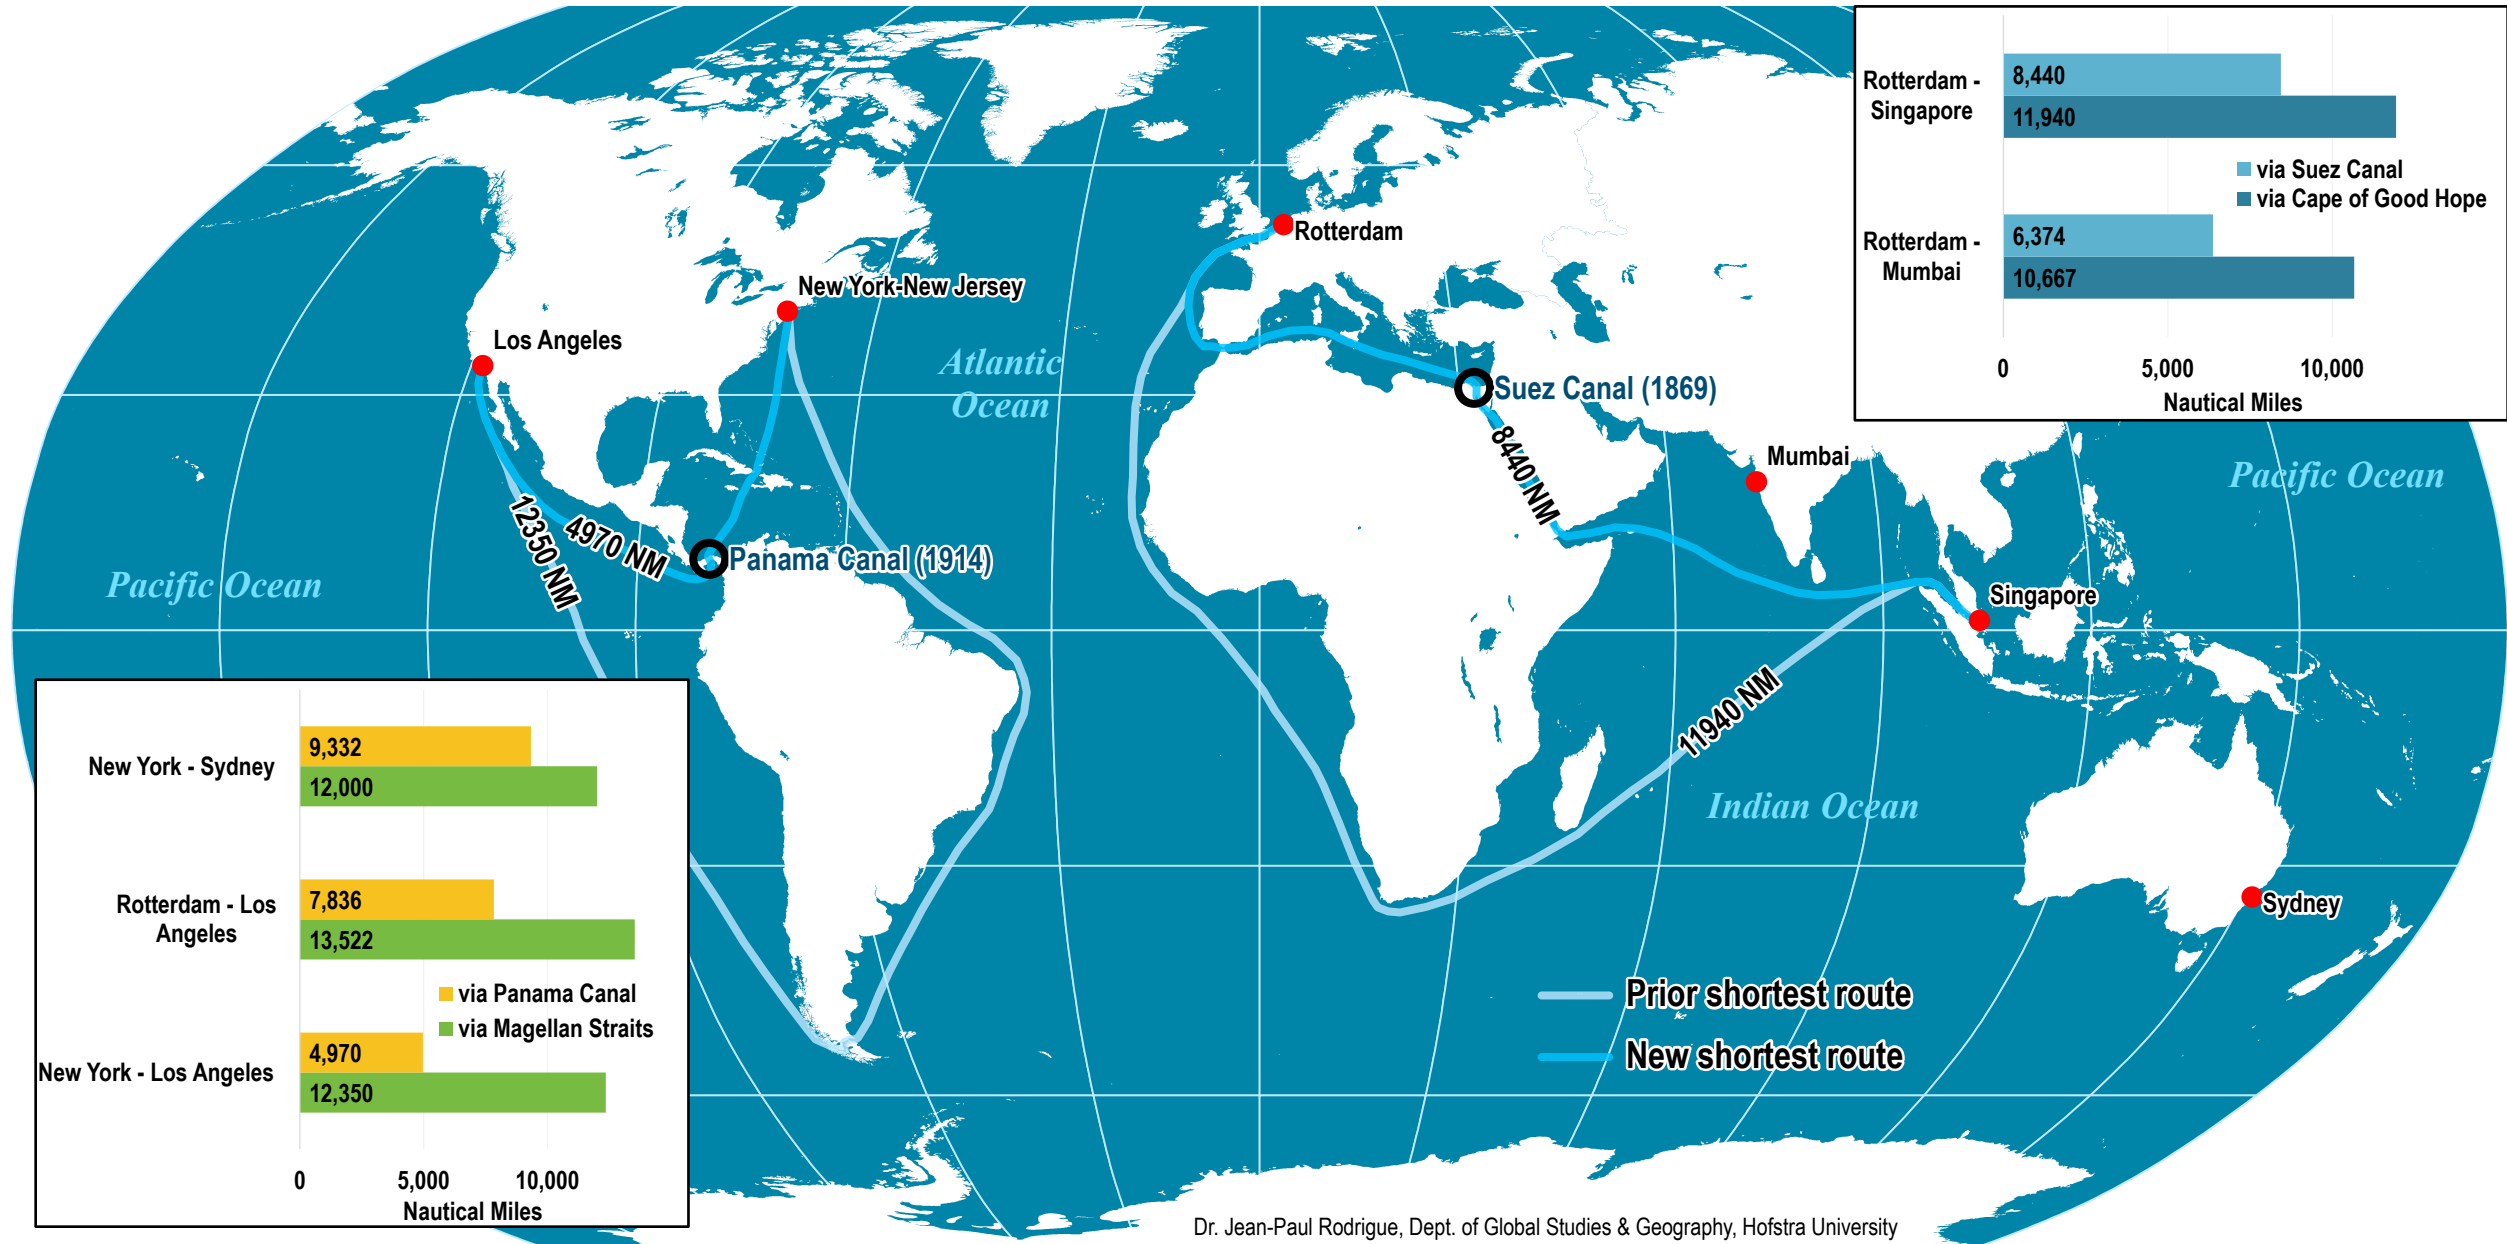 Rotterdam -
Singapore
8,440
11,940
via Suez Canal
via Cape of Good Hope
Rotterdam -
Mumbai
6,374
10,667
0
5,000
10,000
Nautical Miles
Rotterdam
New York-New Jersey
Los Angeles
Atlantic
Ocean
Suez Canal (1869)
8440 NM
Mumbai
Pacific Ocean
12350 NM
4970 NM
Panama Canal (1914)
Pacific Ocean
Singapore
11940 NM
Indian Ocean
Sydney
New York - Sydney
9,332
12,000
Rotterdam - Los
Angeles
7,836
13,522
via Panama Canal
via Magellan Straits
New York - Los Angeles
4,970
12,350
0
5,000
10,000
Nautical Miles
Prior shortest route
New shortest route
Dr. Jean-Paul Rodrigue, Dept. of Global Studies & Geography, Hofstra University